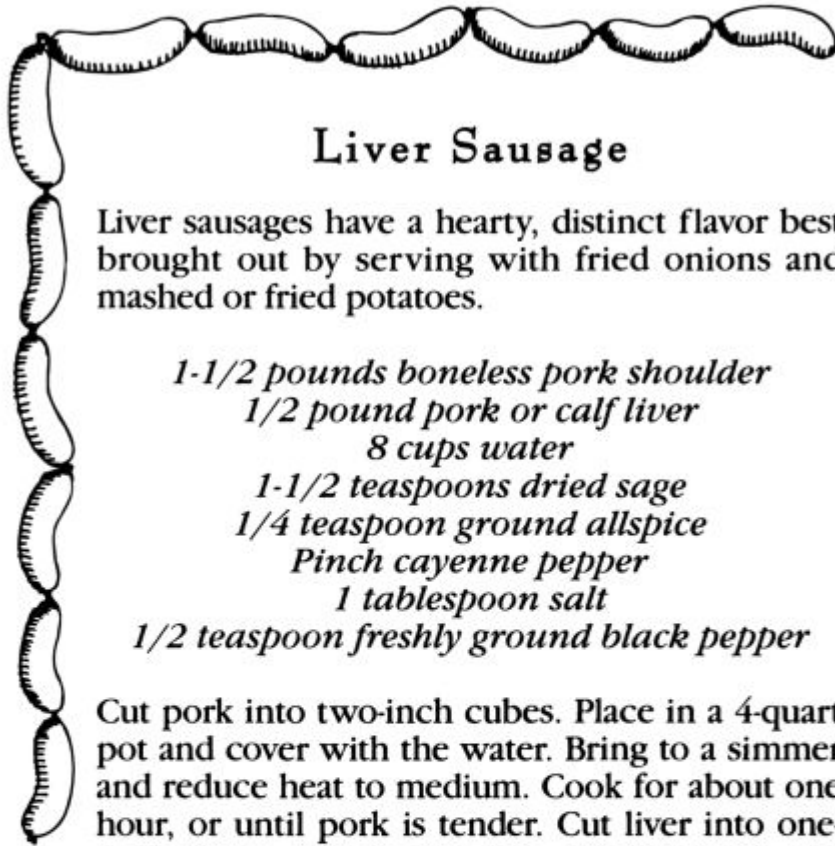 Liver Sausage
Liver sausages have a hearty, distinct flavor best
brought out by serving with fried onions and
mashed or fried potatoes.
1-1/2 pounds boneless pork shoulder
1/2 pound pork or calf liver
8 cups water
1-1/2 teaspoons dried sage
1/4 teaspoon ground allspice
Pinch cayenne pepper
1 tablespoon salt
1/2 teaspoon freshly ground black pepper
Cut pork into two-inch cubes. Place in a 4-quart
pot and cover with the water. Bring to a simmer
and reduce heat to medium. Cook for about one
hour, or until pork is tender. Cut liver into one-